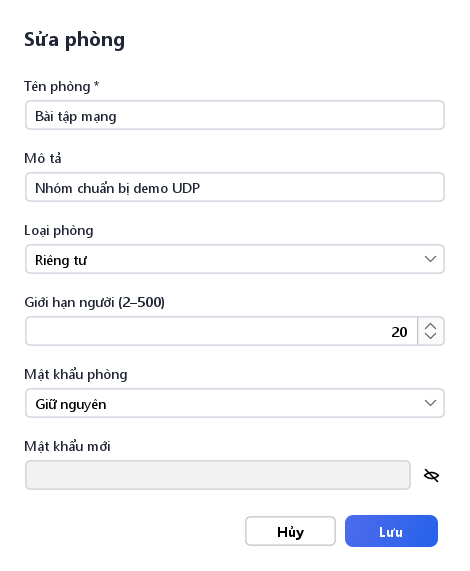 Sửa phòng
Tên phòng *
Bài tập mạng
Mô tả
Nhóm chuẩn bị demo UDP
Loại phòng
Riêng tư
Giới hạn người (2–500)
20
Mật khẩu phòng
Giữ nguyên
Mật khẩu mới
Hủy
Lưu